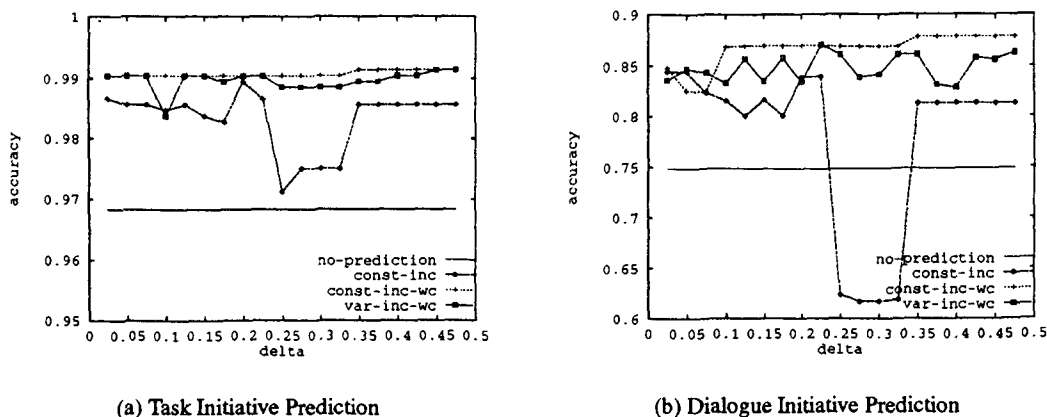 1
0.99
0.98
0.97
0.96
0.95
accuracy
no-prediction
const-inc
const-inc-wc
var-inc-wc
0 0.05 0.1 0.15 0.2 0.25 0.3 0.35 0.4 0.45 0.5
delta
(a) Task Initiative Prediction
0.9
0.85
0.8
0.75
0.7
0.65
0.6
accuracy
no-prediction
const-inc
const-inc-wc
var-inc-wc
0 0.05 0.1 0.15 0.2 0.25 0.3 0.35 0.4 0.45 0.5
delta
(b) Dialogue Initiative Prediction